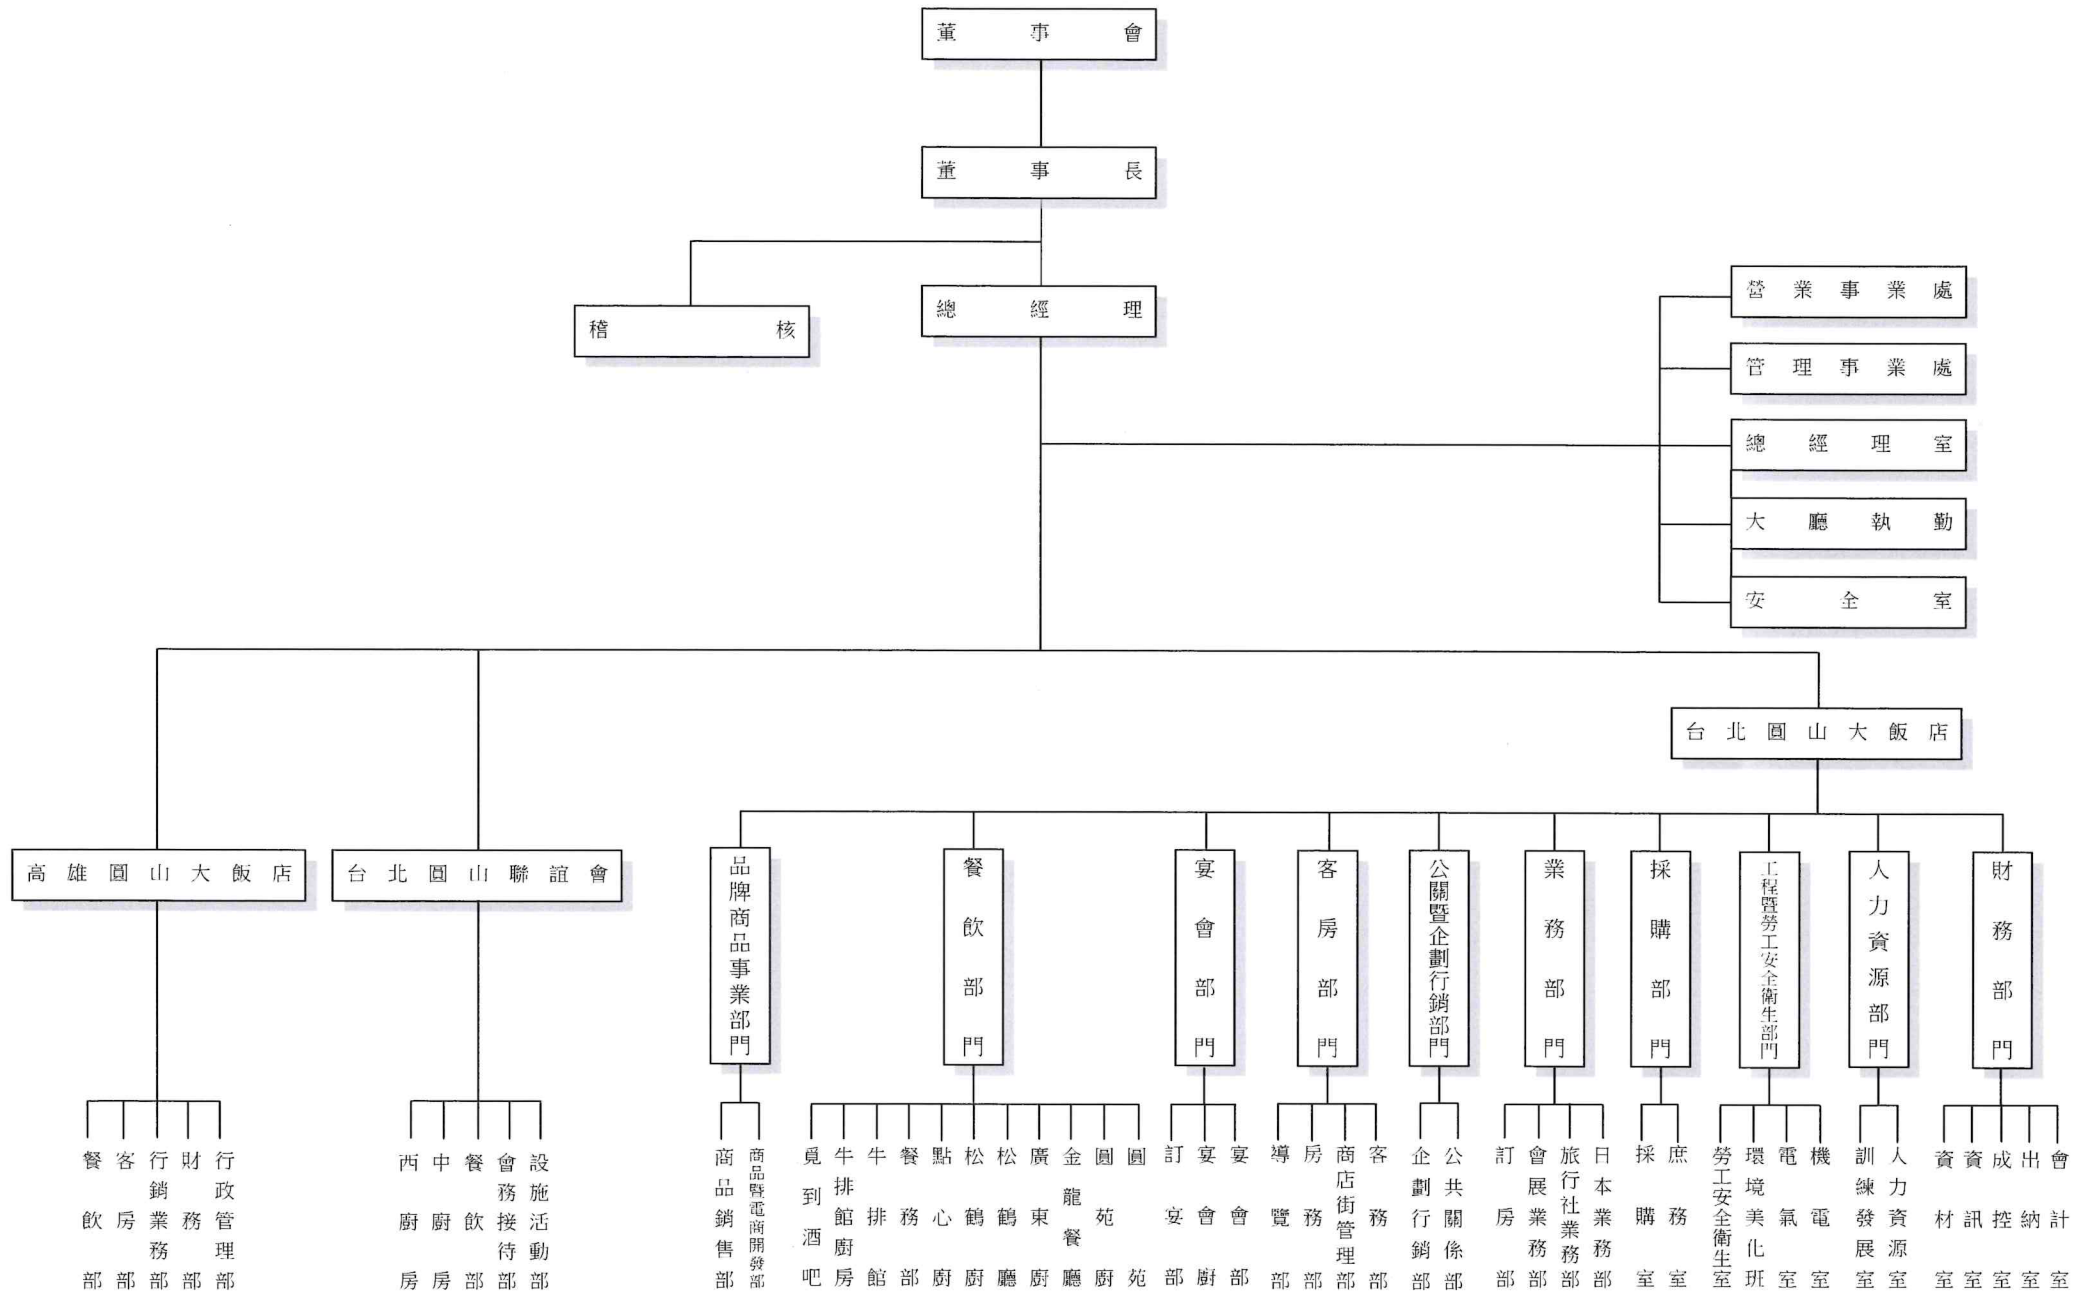 董事會
董事長
稽核
總經理
營業事業處
管理事業處
總經理室
大廳執勤
安全室
台北圓山大飯店
高雄圓山大飯店
台北圓山聯誼會
品牌商品事業部門
餐飲部門
宴會部門
客房部門
公關暨企劃行銷部門
業務部門
採購部門
工程暨勞工安全衛生部門
人力資源部門
財務部門
餐飲部
客房部
行銷業務部
財務部
行政管理部
西廚房
中廚房
餐飲部
會務接待部
設施活動部
商品銷售部
商品暨電商開發部
覓到酒吧
牛排館廚房
牛排館
餐務部
點心廚
松鶴廚
松鶴廳
廣東廚
金龍餐廳
圓苑廚
圓苑
訂宴部
宴會廚
宴會部
導覽部
房務部
商店街管理部
客務部
企劃行銷部
公共關係部
訂房部
會展業務部
旅行社業務部
日本業務部
採購室
庶務室
勞工安全衛生室
環境美化班
電氣室
機電室
訓練發展室
人力資源室
資材室
資訊室
成控室
出納室
會計室